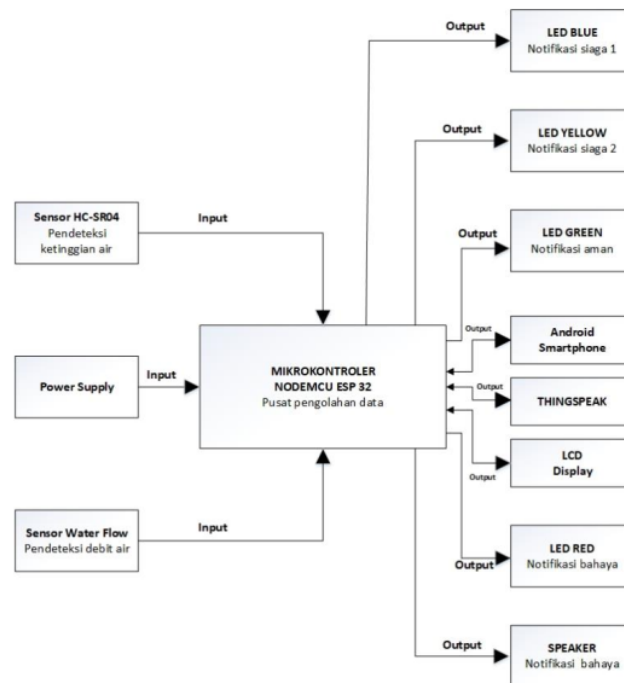 Output
LED BLUE
Notifikasi siaga 1
Output
LED YELLOW
Notifikasi siaga 2
Sensor HC-SR04
Pendeteksi
ketinggian air
Input
Output
LED GREEN
Notifikasi aman
Output
Android
Smartphone
Power Supply
Input
MIKROKONTROLER
NODEMCU ESP 32
Pusat pengolahan data
Output
THINGSPEAK
Output
LCD
Display
Sensor Water Flow
Pendeteksi debit air
Input
Output
LED RED
Notifikasi bahaya
Output
SPEAKER
Notifikasi bahaya